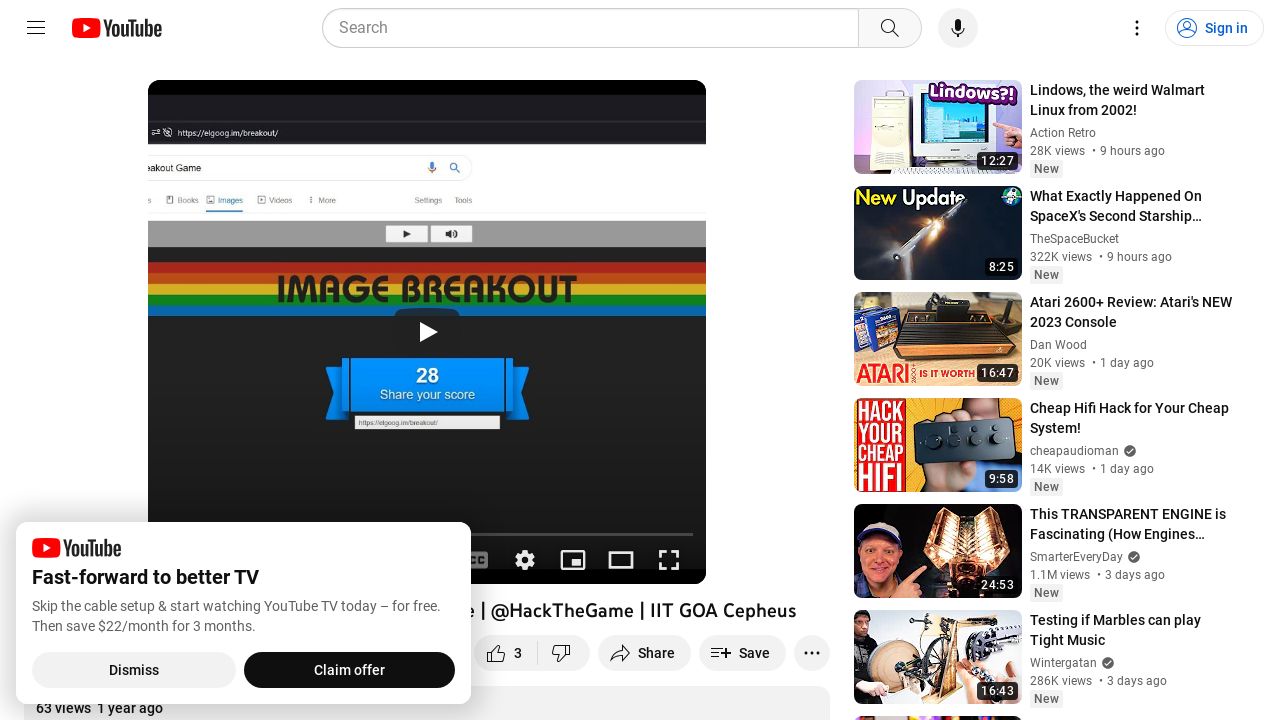 YouTube
Search
Sign in
https://elgoog.im/breakout/
eakout Game
Books
Images
Videos
More
Settings
Tools
IMAGE BREAKOUT
28
Share your score
https://elgoog.im/breakout/
e | @HackTheGame | IIT GOA Cepheus
3
Share
Save
63 views 1 year ago
YouTube
Fast-forward to better TV
Skip the cable setup & start watching YouTube TV today – for free.
Then save $22/month for 3 months.
Dismiss
Claim offer
Lindows?!
12:27
Lindows, the weird Walmart
Linux from 2002!
Action Retro
28K views • 9 hours ago
New
New Update
8:25
What Exactly Happened On
SpaceX's Second Starship…
TheSpaceBucket
322K views • 9 hours ago
New
ATARI IS IT WORTH
16:47
Atari 2600+ Review: Atari's NEW
2023 Console
Dan Wood
20K views • 1 day ago
New
HACK
YOUR
CHEAP
HIFI
9:58
Cheap Hifi Hack for Your Cheap
System!
cheapaudioman
14K views • 1 day ago
New
24:53
This TRANSPARENT ENGINE is
Fascinating (How Engines…
SmarterEveryDay
1.1M views • 3 days ago
New
16:43
Testing if Marbles can play
Tight Music
Wintergatan
286K views • 3 days ago
New